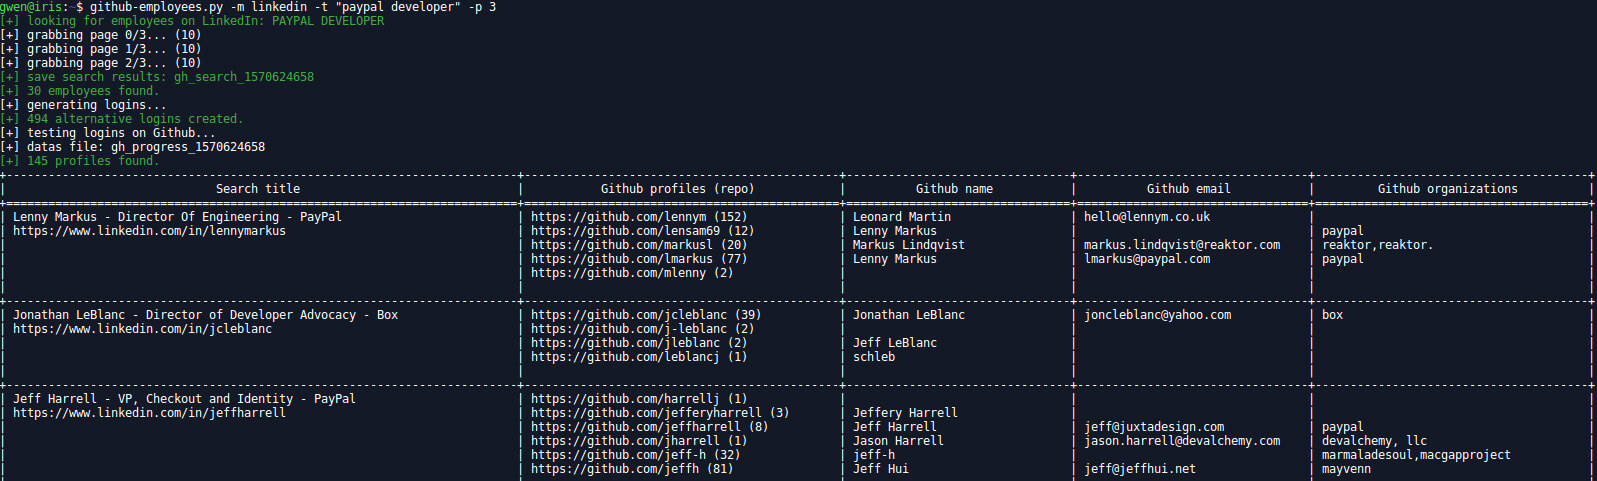 gwen@iris:~$ github-employees.py -m linkedin -t "paypal developer" -p 3
[+] looking for employees on LinkedIn: PAYPAL DEVELOPER
[+] grabbing page 0/3... (10)
[+] grabbing page 1/3... (10)
[+] grabbing page 2/3... (10)
[+] save search results: gh_search_1570624658
[+] 30 employees found.
[+] generating logins...
[+] 494 alternative logins created.
[+] testing logins on Github...
[+] datas file: gh_progress_1570624658
[+] 145 profiles found.
| Search title | Github profiles (repo) | Github name | Github email | Github organizations |
| Lenny Markus - Director Of Engineering - PayPal | https://github.com/lennym (152) | Leonard Martin | hello@lennym.co.uk | |
| https://www.linkedin.com/in/lennymarkus | https://github.com/lensam69 (12) | Lenny Markus | | paypal |
| | https://github.com/markusl (20) | Markus Lindqvist | markus.lindqvist@reaktor.com | reaktor,reaktor. |
| | https://github.com/lmarkus (77) | Lenny Markus | lmarkus@paypal.com | paypal |
| | https://github.com/mlenny (2) | | | |
| Jonathan LeBlanc - Director of Developer Advocacy - Box | https://github.com/jcleblanc (39) | Jonathan LeBlanc | joncleblanc@yahoo.com | box |
| https://www.linkedin.com/in/jcleblanc | https://github.com/j-leblanc (2) | | | |
| | https://github.com/jleblanc (2) | Jeff LeBlanc | | |
| | https://github.com/leblancj (1) | schleb | | |
| Jeff Harrell - VP, Checkout and Identity - PayPal | https://github.com/harrellj (1) | | | |
| https://www.linkedin.com/in/jeffharrell | https://github.com/jefferyharrell (3) | Jeffery Harrell | | |
| | https://github.com/jeffharrell (8) | Jeff Harrell | jeff@juxtadesign.com | paypal |
| | https://github.com/jharrell (1) | Jason Harrell | jason.harrell@devalchemy.com | devalchemy, llc |
| | https://github.com/jeff-h (32) | jeff-h | | marmaladesoul,macgapproject |
| | https://github.com/jeffh (81) | Jeff Hui | jeff@jeffhui.net | mayvenn |